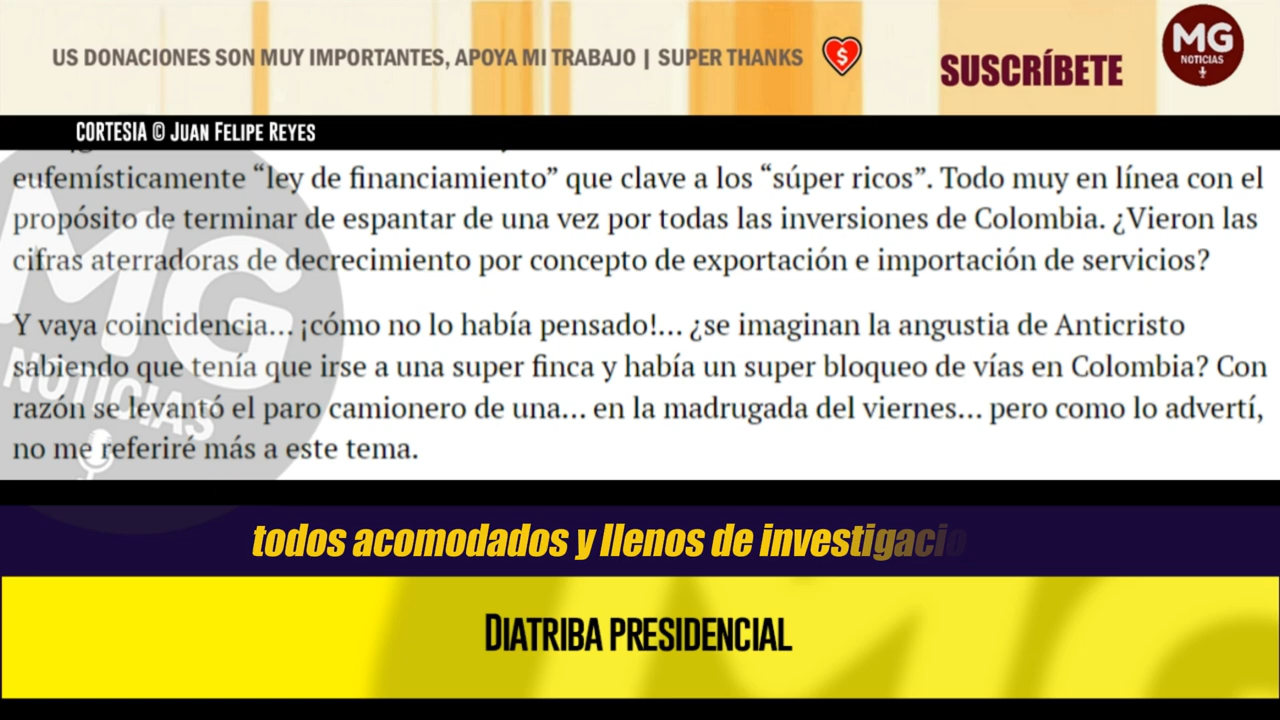 US DONACIONES SON MUY IMPORTANTES, APOYA MI TRABAJO | SUPER THANKS
SUSCRÍBETE
MG
NOTICIAS
CORTESIA © JUAN FELIPE REYES
eufemísticamente “ley de financiamiento” que clave a los “súper ricos”. Todo muy en línea con el
propósito de terminar de espantar de una vez por todas las inversiones de Colombia. ¿Vieron las
cifras aterradoras de decrecimiento por concepto de exportación e importación de servicios?
Y vaya coincidencia... ¡cómo no lo había pensado!... ¿se imaginan la angustia de Anticristo
sabiendo que tenía que irse a una super finca y había un super bloqueo de vías en Colombia? Con
razón se levantó el paro camionero de una... en la madrugada del viernes... pero como lo advertí,
no me referiré más a este tema.
MG
NOTICIAS
todos acomodados y llenos de investigacio
DIATRIBA PRESIDENCIAL